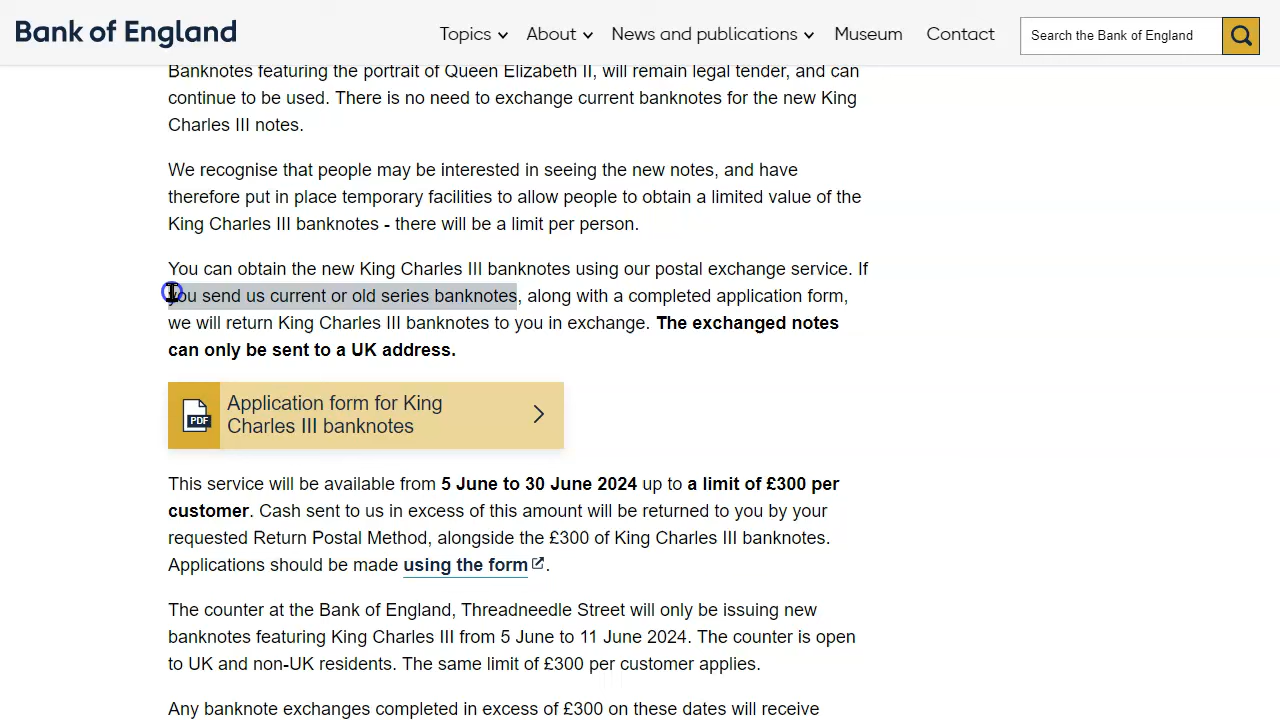 Bank of England
Topics
About
News and publications
Museum
Contact
Search the Bank of England
Banknotes featuring the portrait of Queen Elizabeth II, will remain legal tender, and can
continue to be used. There is no need to exchange current banknotes for the new King
Charles III notes.
We recognise that people may be interested in seeing the new notes, and have
therefore put in place temporary facilities to allow people to obtain a limited value of the
King Charles III banknotes - there will be a limit per person.
You can obtain the new King Charles III banknotes using our postal exchange service. If
you send us current or old series banknotes, along with a completed application form,
we will return King Charles III banknotes to you in exchange. The exchanged notes
can only be sent to a UK address.
PDF
Application form for King
Charles III banknotes
This service will be available from 5 June to 30 June 2024 up to a limit of £300 per
customer. Cash sent to us in excess of this amount will be returned to you by your
requested Return Postal Method, alongside the £300 of King Charles III banknotes.
Applications should be made using the form.
The counter at the Bank of England, Threadneedle Street will only be issuing new
banknotes featuring King Charles III from 5 June to 11 June 2024. The counter is open
to UK and non-UK residents. The same limit of £300 per customer applies.
Any banknote exchanges completed in excess of £300 on these dates will receive